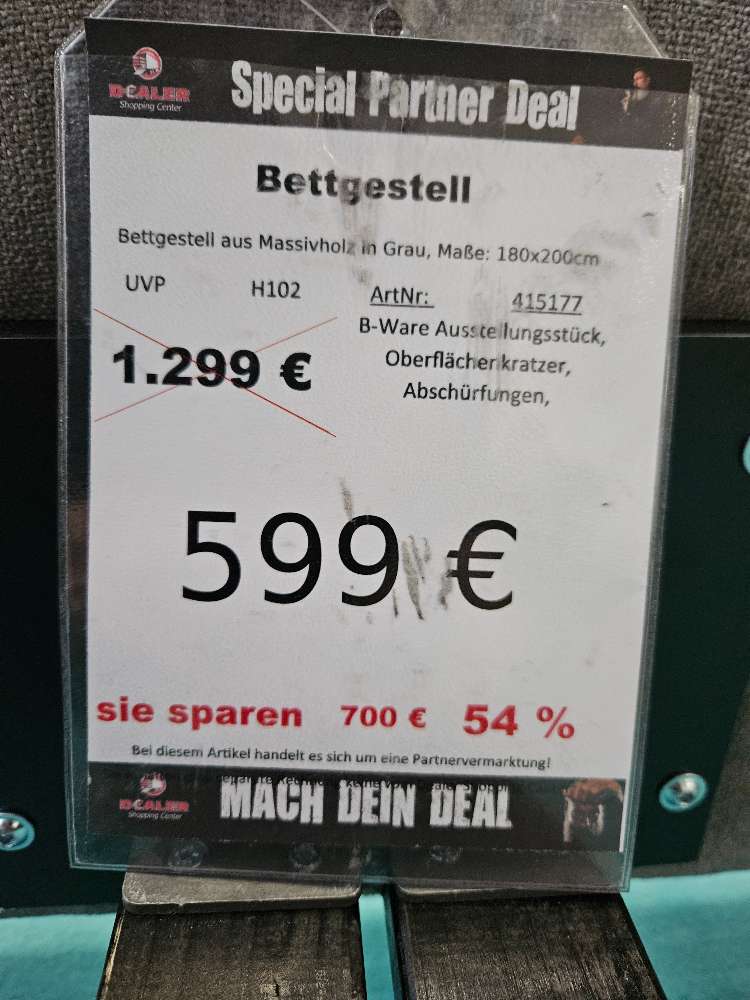 DEALER
Shopping Center
Special Partner Deal
Bettgestell
Bettgestell aus Massivholz in Grau, Maße: 180x200cm
UVP H102 ArtNr: 415177
B-Ware Ausstellungsstück,
Oberflächenkratzer,
Abschürfungen,
1.299 €
599 €
sie sparen 700 € 54 %
Bei diesem Artikel handelt es sich um eine Partnervermarktung!
DEALER
Shopping Center
MACH DEIN DEAL